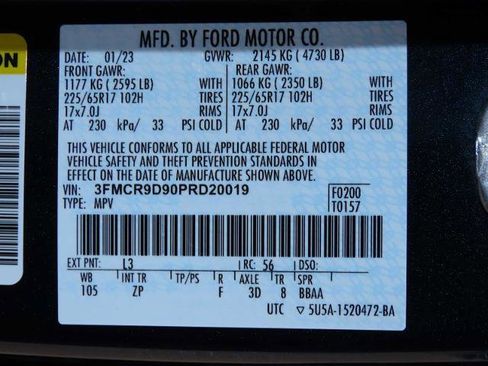 ON
MFD. BY FORD MOTOR CO.
DATE: 01/23 GVWR: 2145 KG ( 4730 LB)
FRONT GAWR: REAR GAWR:
1177 KG ( 2595 LB) WITH 1066 KG ( 2350 LB) WITH
225/65R17 102H TIRES 225/65R17 102H TIRES
17x7.0J RIMS 17x7.0J RIMS
AT 230 kPa/ 33 PSI COLD AT 230 kPa/ 33 PSI COLD
THIS VEHICLE CONFORMS TO ALL APPLICABLE FEDERAL MOTOR
VEHICLE SAFETY AND THEFT PREVENTION STANDARDS IN
EFFECT ON THE DATE OF MANUFACTURE SHOWN ABOVE.
VIN: 3FMCR9D90PRD20019 F0200
TYPE: MPV T0157
EXT PNT: L3 RC: 56 DSO:
WB INT TR TP/PS R AXLE TR SPR
105 ZP F 3D 8 BBAA
UTC ▽ 5U5A-1520472-BA